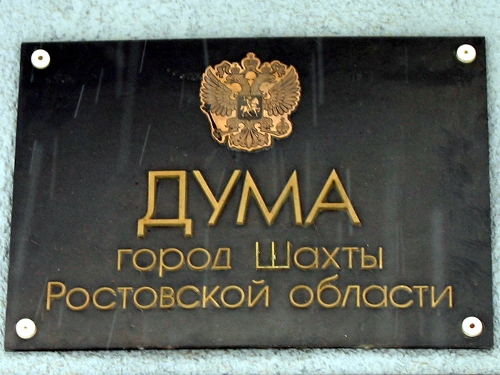 ДУМА
город Шахты
Ростовской области